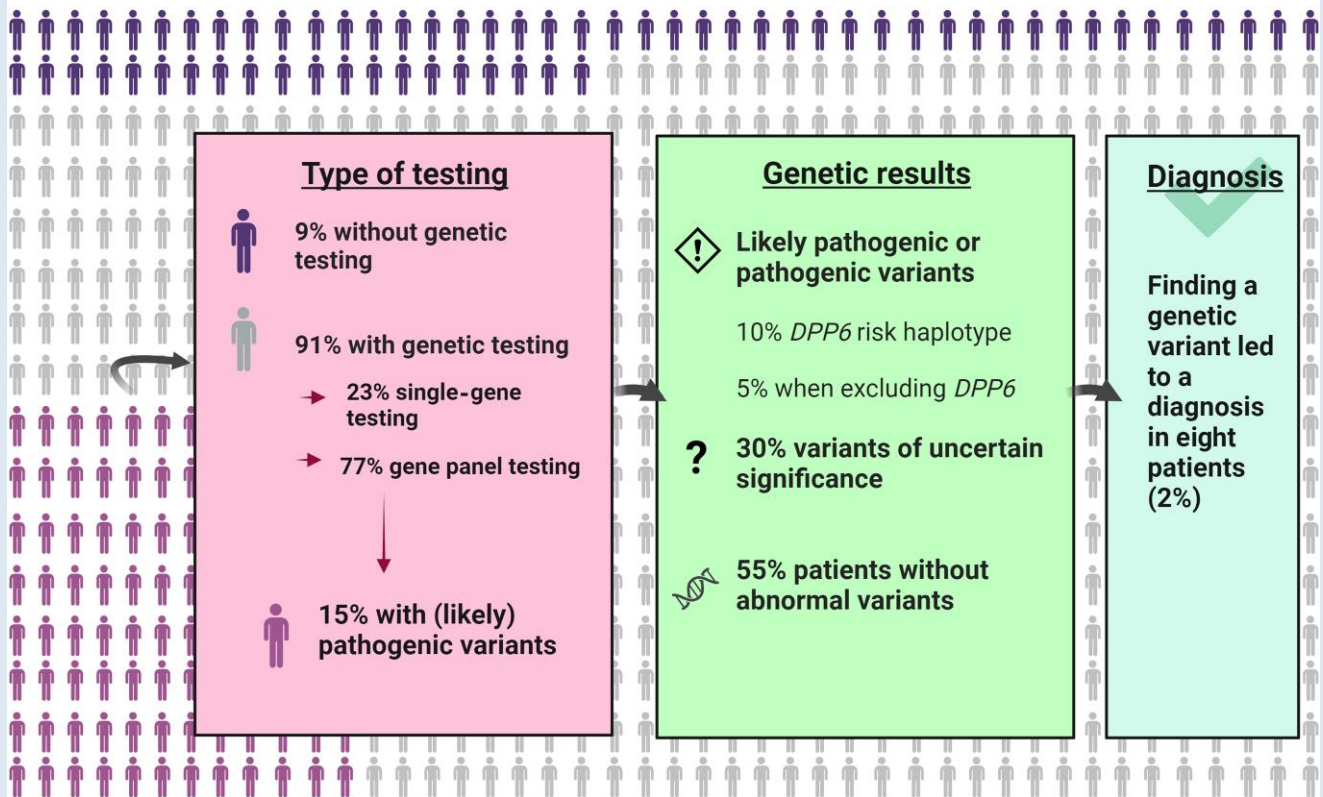 Type of testing
9% without genetic
testing
91% with genetic testing
23% single-gene
testing
77% gene panel testing
15% with (likely)
pathogenic variants
Genetic results
!
Likely pathogenic or
pathogenic variants
10% DPP6 risk haplotype
5% when excluding DPP6
?
30% variants of uncertain
significance
55% patients without
abnormal variants
Diagnosis
Finding a
genetic
variant led
to a
diagnosis
in eight
patients
(2%)